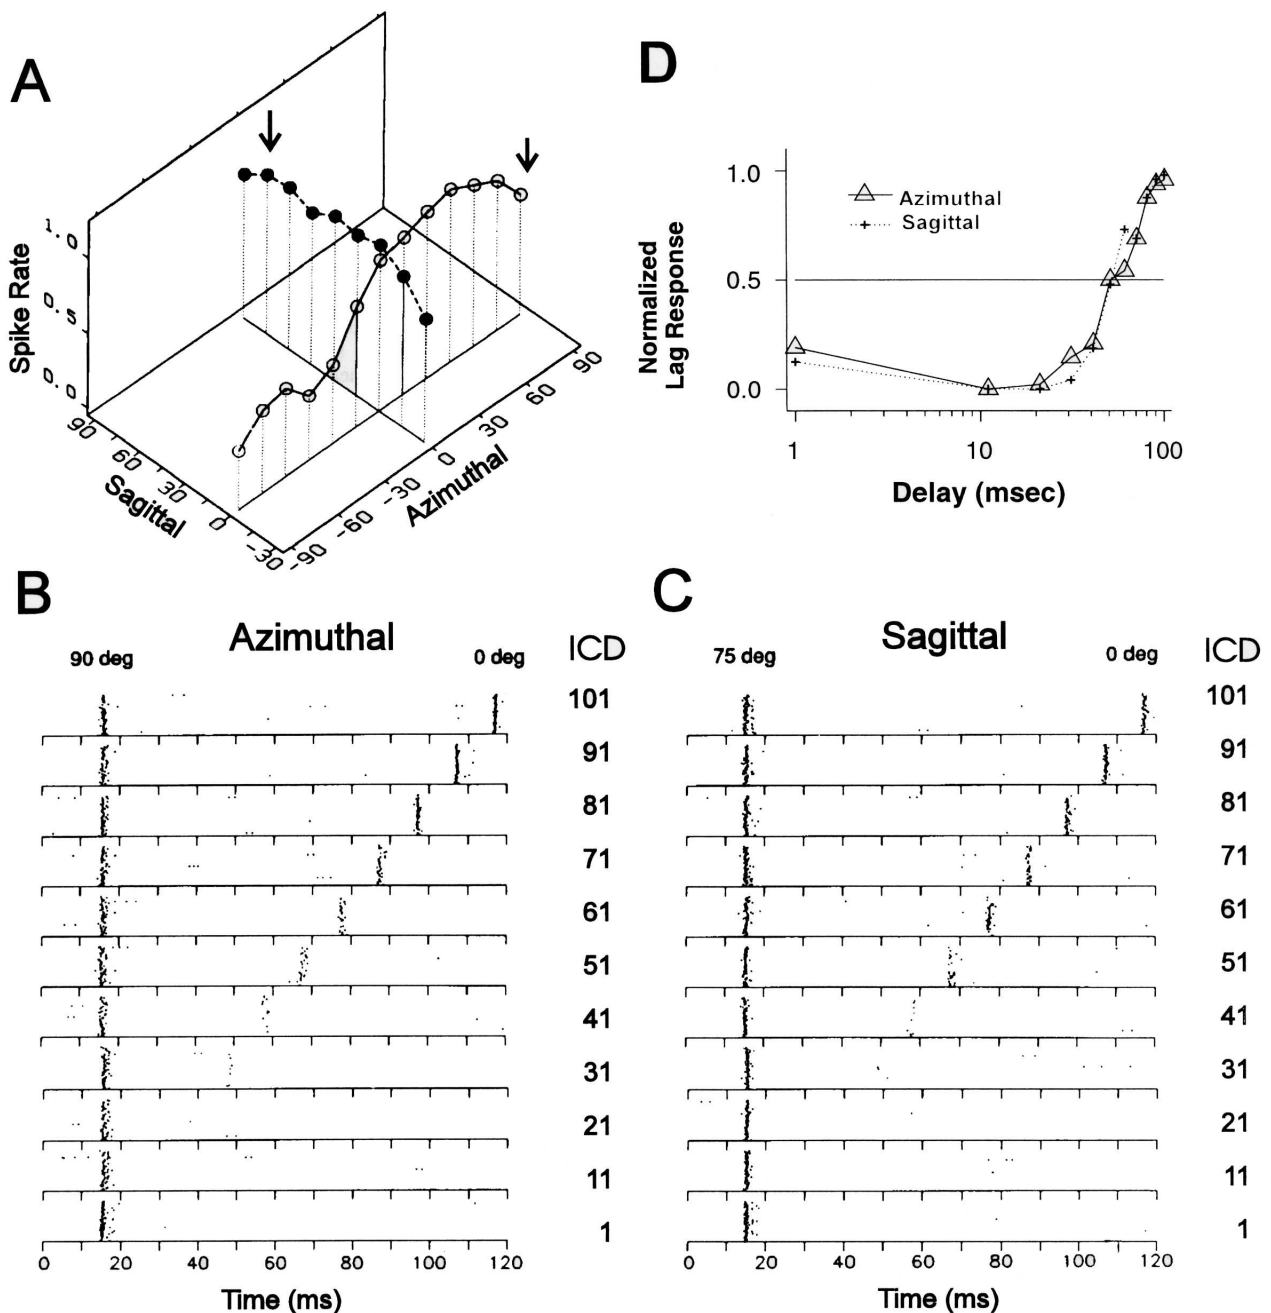 A
D
1.0
0.5
0.0
Spike Rate
90
60
30
0
-30
Sagittal
-90
-60
-30
0
30
60
90
Azimuthal
1.0
0.5
0.0
Normalized
Lag Response
Azimuthal
Sagittal
1
10
100
Delay (msec)
B
Azimuthal
90 deg
0 deg
ICD
101
91
81
71
61
51
41
31
21
11
1
0
20
40
60
80
100
120
Time (ms)
C
Sagittal
75 deg
0 deg
ICD
101
91
81
71
61
51
41
31
21
11
1
0
20
40
60
80
100
120
Time (ms)